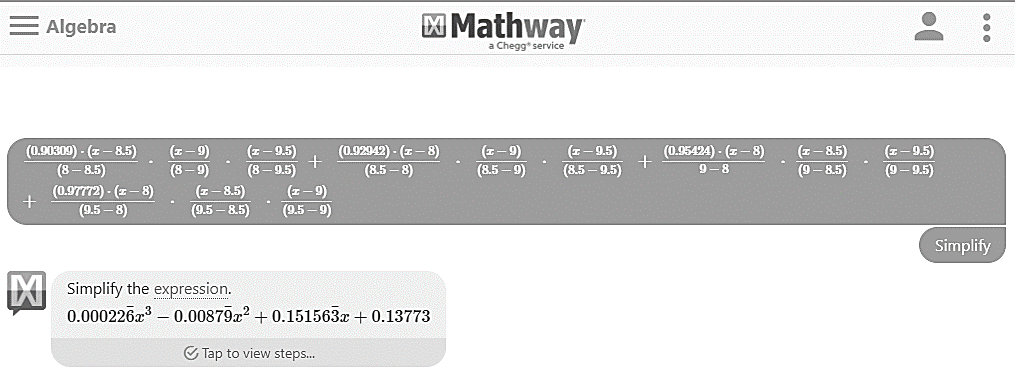 Algebra
Mathway
a Chegg® service
(0.90309) · (x − 8.5) / (8 − 8.5) · (x − 9) / (8 − 9) · (x − 9.5) / (8 − 9.5) + (0.92942) · (x − 8) / (8.5 − 8) · (x − 9) / (8.5 − 9) · (x − 9.5) / (8.5 − 9.5) + (0.95424) · (x − 8) / 9 − 8 · (x − 8.5) / (9 − 8.5) · (x − 9.5) / (9 − 9.5)
+ (0.97772) · (x − 8) / (9.5 − 8) · (x − 8.5) / (9.5 − 8.5) · (x − 9) / (9.5 − 9)
Simplify
Simplify the expression.
0.000226̅x³ − 0.00879̅x² + 0.151563̅x + 0.13773
Tap to view steps...